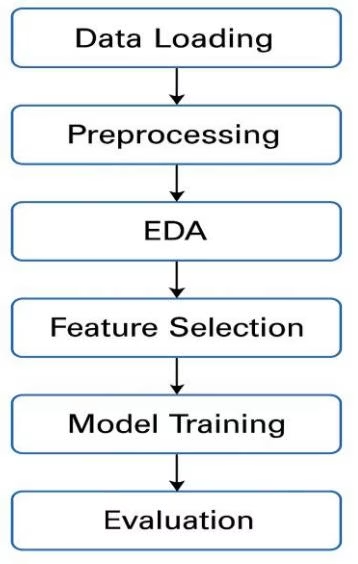 Data Loading
Preprocessing
EDA
Feature Selection
Model Training
Evaluation